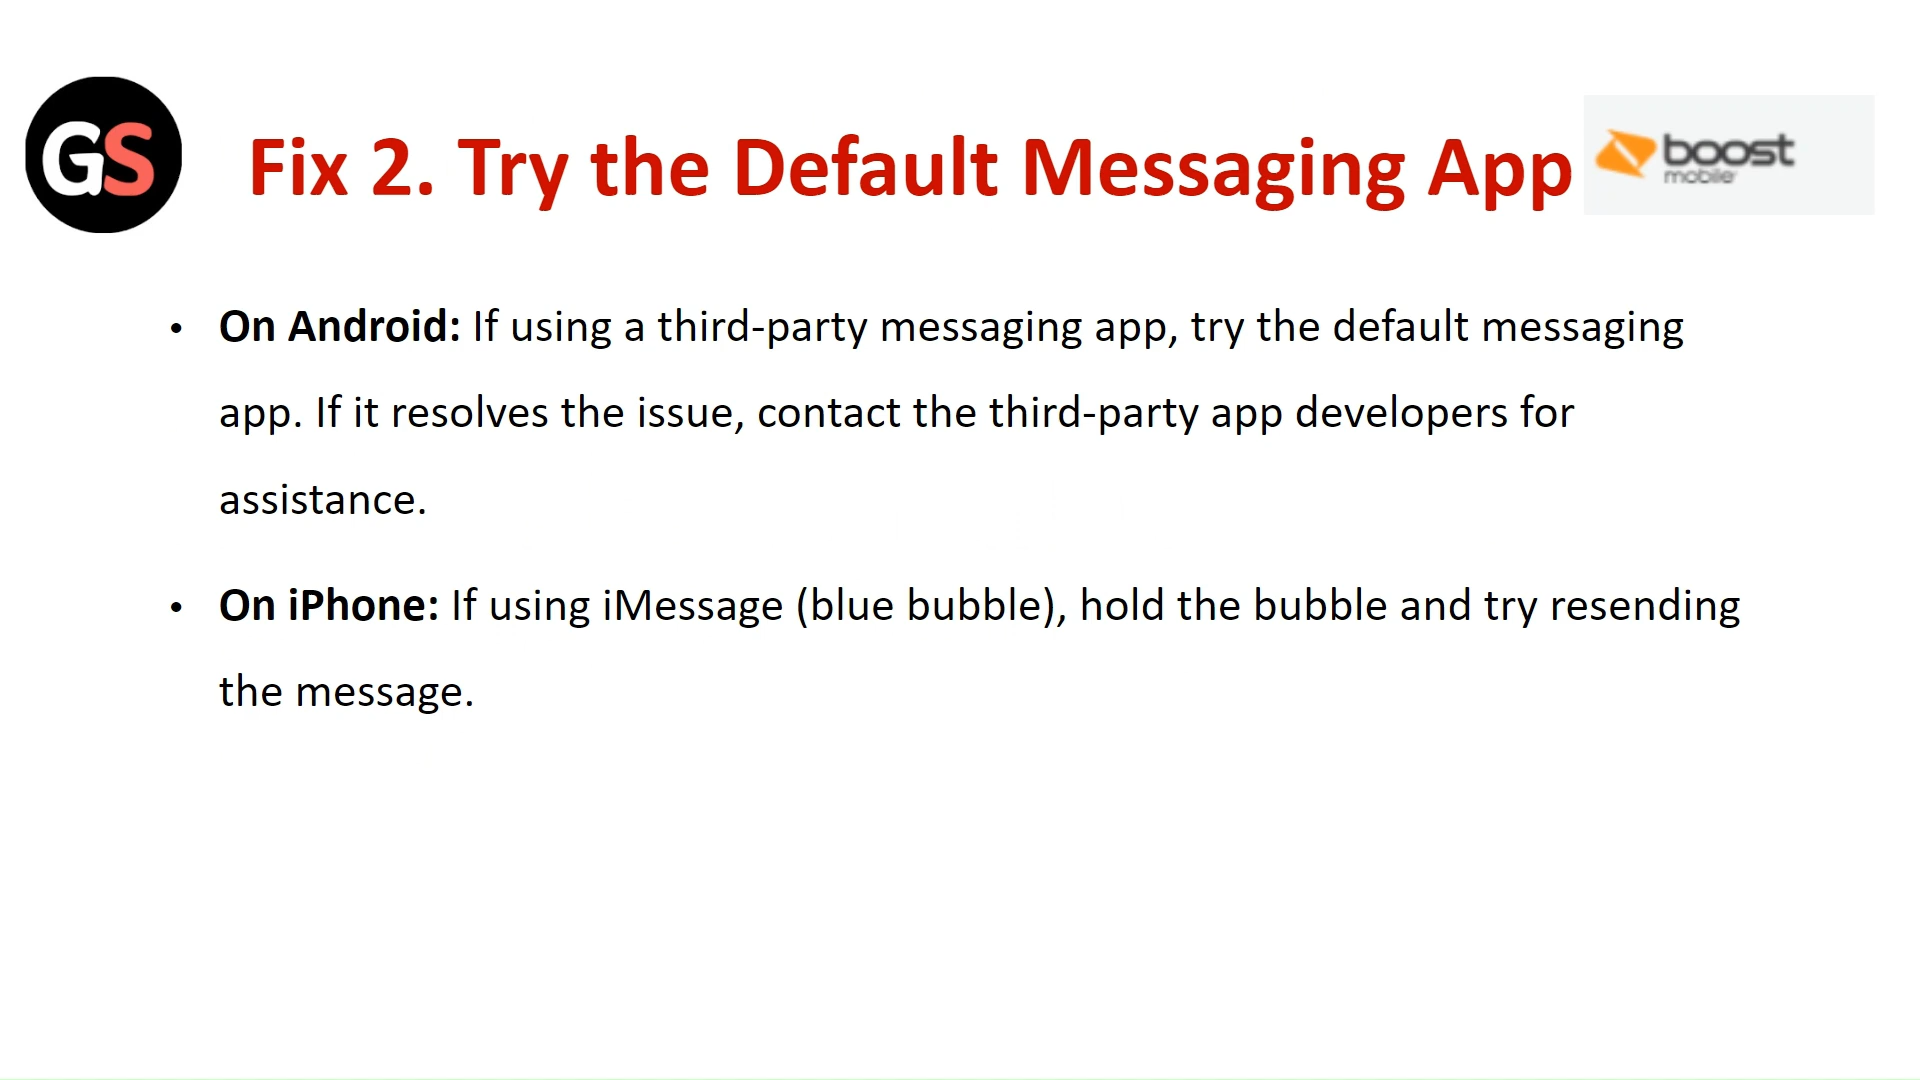 GS
Fix 2. Try the Default Messaging App
boost
mobile
• On Android: If using a third-party messaging app, try the default messaging
app. If it resolves the issue, contact the third-party app developers for
assistance.
• On iPhone: If using iMessage (blue bubble), hold the bubble and try resending
the message.